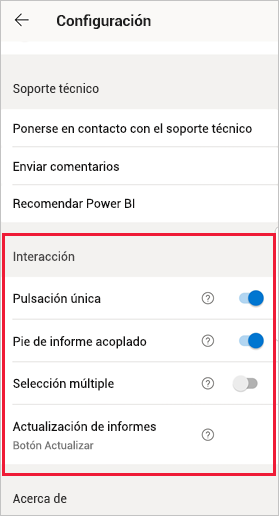 Configuración
Soporte técnico
Ponerse en contacto con el soporte técnico
Enviar comentarios
Recomendar Power BI
Interacción
Pulsación única
Pie de informe acoplado
Selección múltiple
Actualización de informes
Botón Actualizar
Acerca de